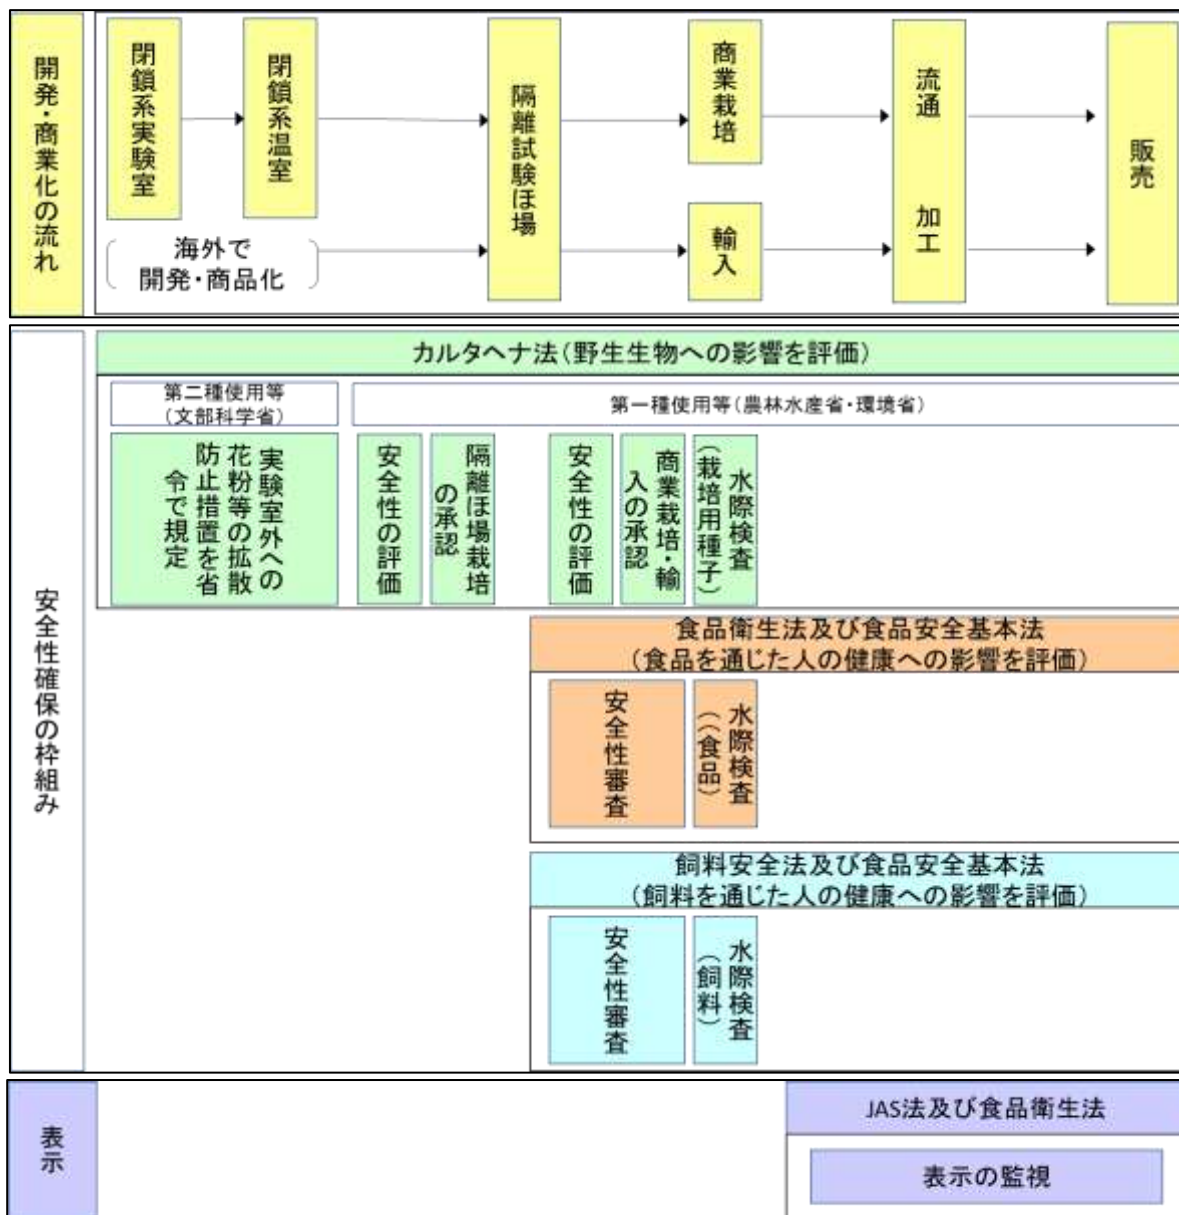 開発・商業化の流れ
閉鎖系実験室
閉鎖系温室
海外で
開発・商品化
隔離試験ほ場
商業栽培
輸入
流通
加工
販売
安全性確保の枠組み
カルタヘナ法(野生生物への影響を評価)
第二種使用等
(文部科学省)
第一種使用等(農林水産省・環境省)
実験室外への
花粉等の拡散
防止措置を省
令で規定
安全性の評価
隔離ほ場栽培
の承認
安全性の評価
商業栽培・輸
入の承認
水際検査
(栽培用種子)
食品衛生法及び食品安全基本法
(食品を通じた人の健康への影響を評価)
安全性審査
水際検査
((食品)
飼料安全法及び食品安全基本法
(飼料を通じた人の健康への影響を評価)
安全性審査
水際検査
(飼料)
表示
JAS法及び食品衛生法
表示の監視